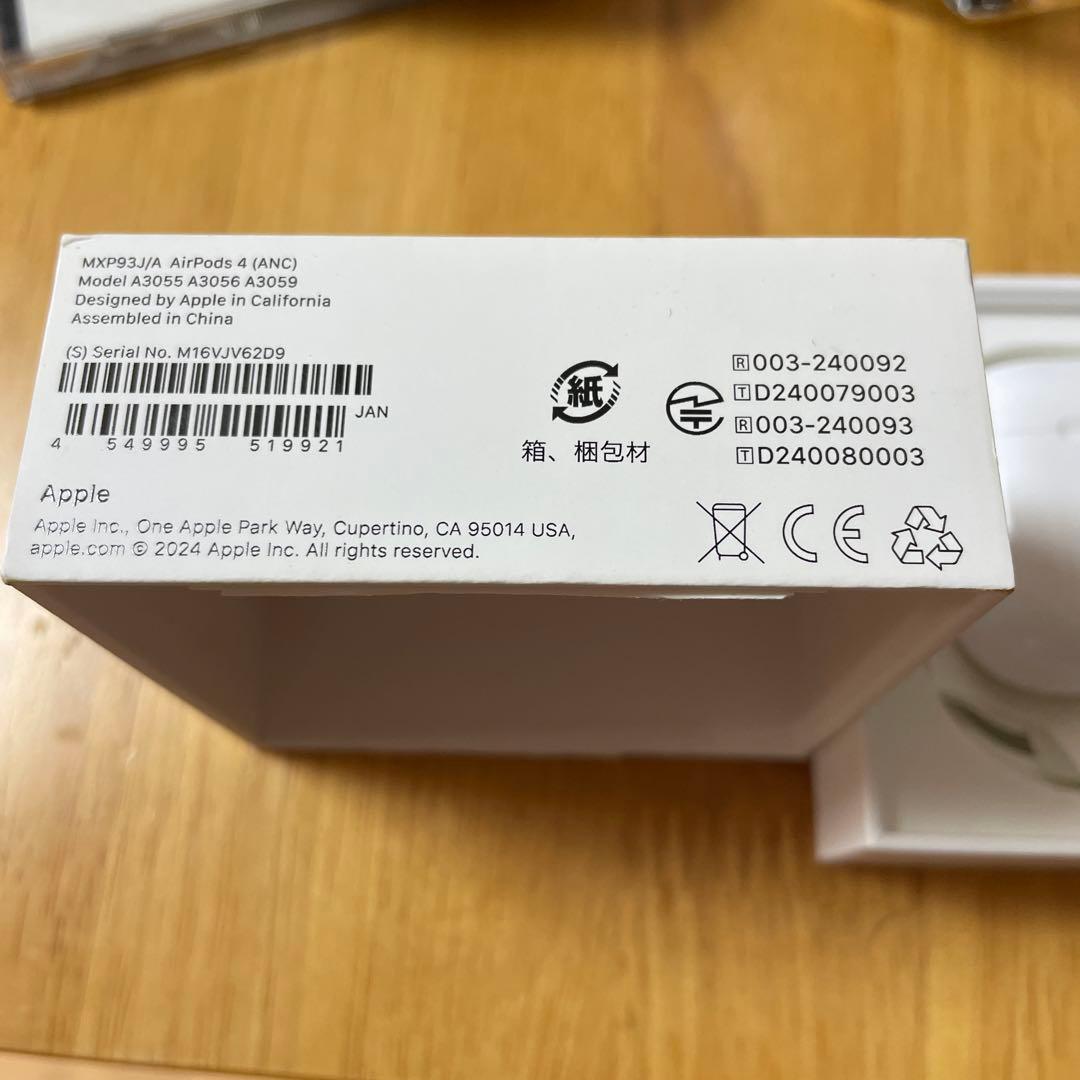 MXP93J/A AirPods 4 (ANC)
Model A3055 A3056 A3059
Designed by Apple in California
Assembled in China
(S) Serial No. M16VJV62D9
JAN
4 549995 519921
紙
箱、梱包材
R003-240092
TD240079003
R003-240093
TD240080003
Apple
Apple Inc., One Apple Park Way, Cupertino, CA 95014 USA,
apple.com © 2024 Apple Inc. All rights reserved.
CE